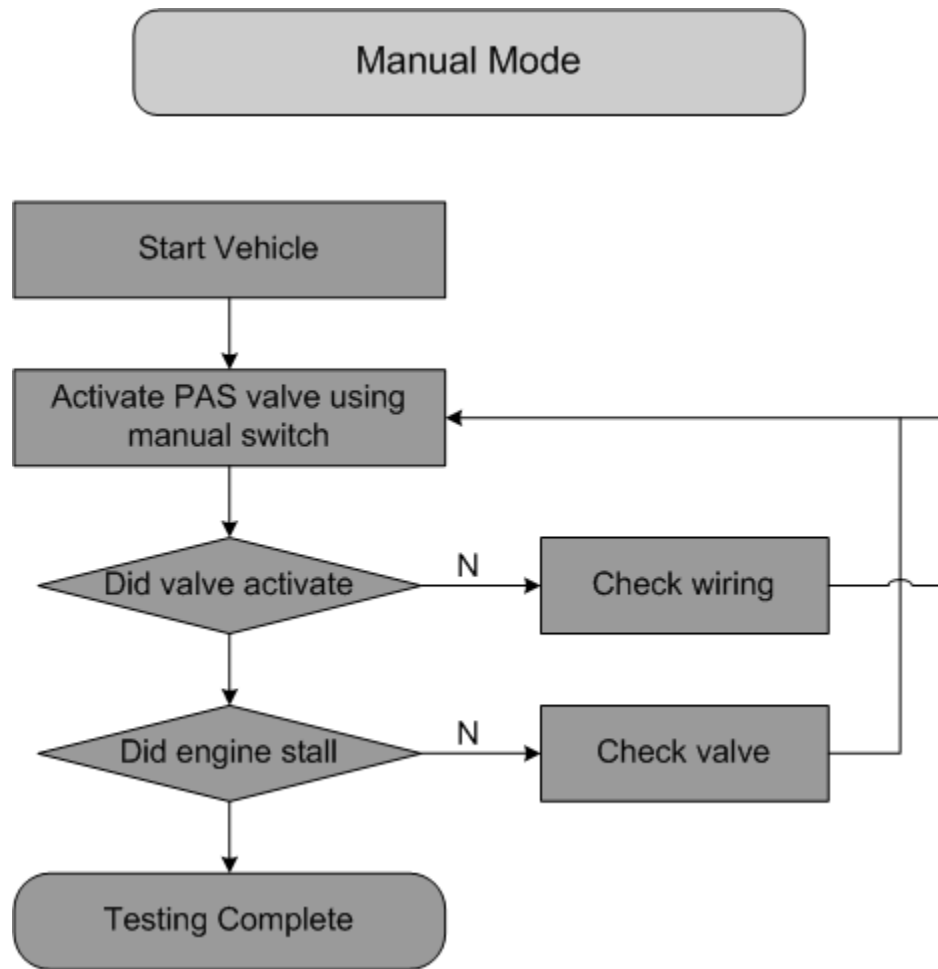 Manual Mode
Start Vehicle
Activate PAS valve using
manual switch
Did valve activate
N
Check wiring
Did engine stall
N
Check valve
Testing Complete